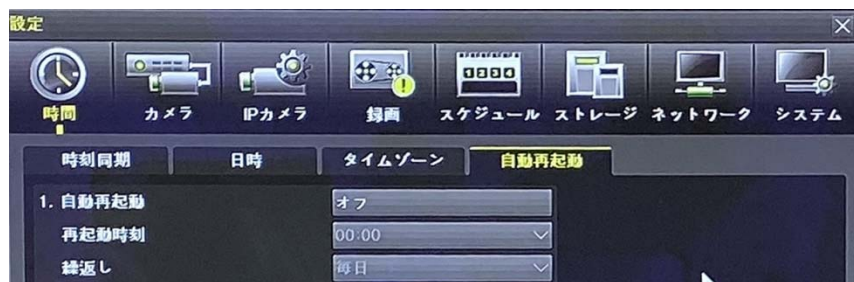 設定
時間 カメラ IPカメラ 録画 スケジュール ストレージ ネットワーク システム
時刻同期 日時 タイムゾーン 自動再起動
1. 自動再起動 オフ
再起動時刻 00:00
繰返し 毎日